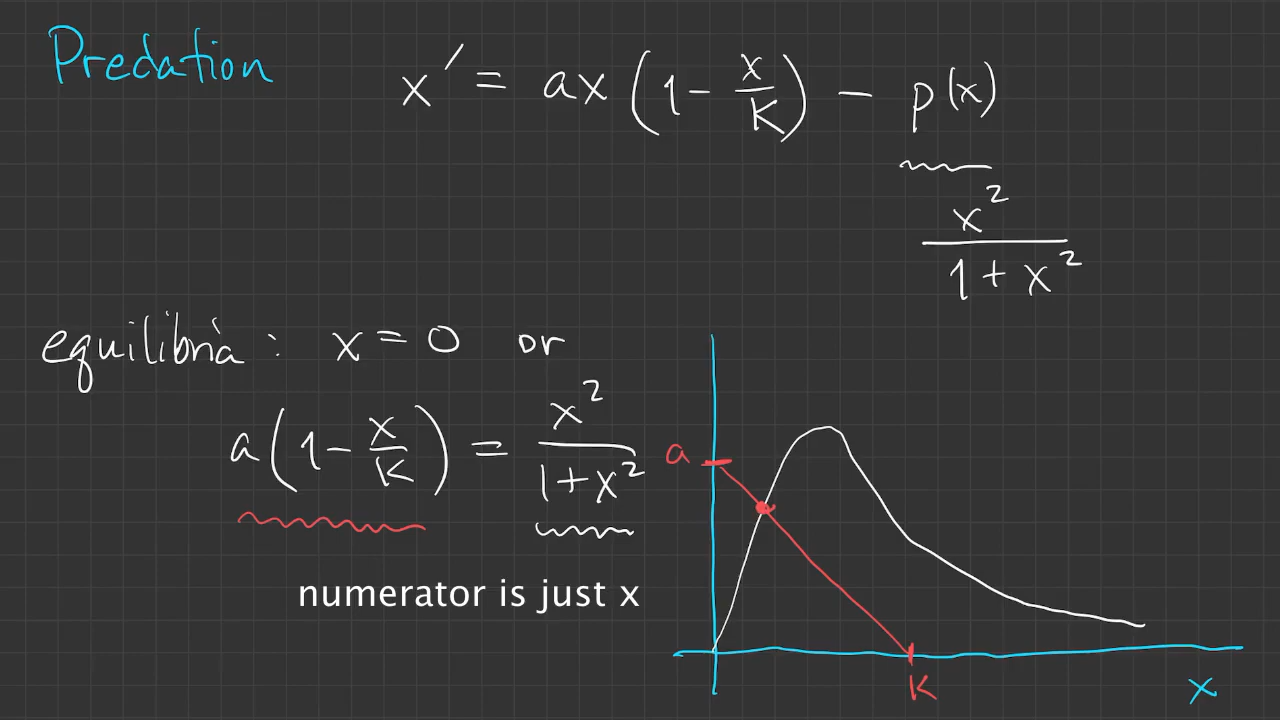 Predation
x' = ax (1 - x/K) - p(x)
x²/(1 + x²)
equilibria: x = 0 or
a(1 - x/K) = x²/(1 + x²)
numerator is just x
a
K
x